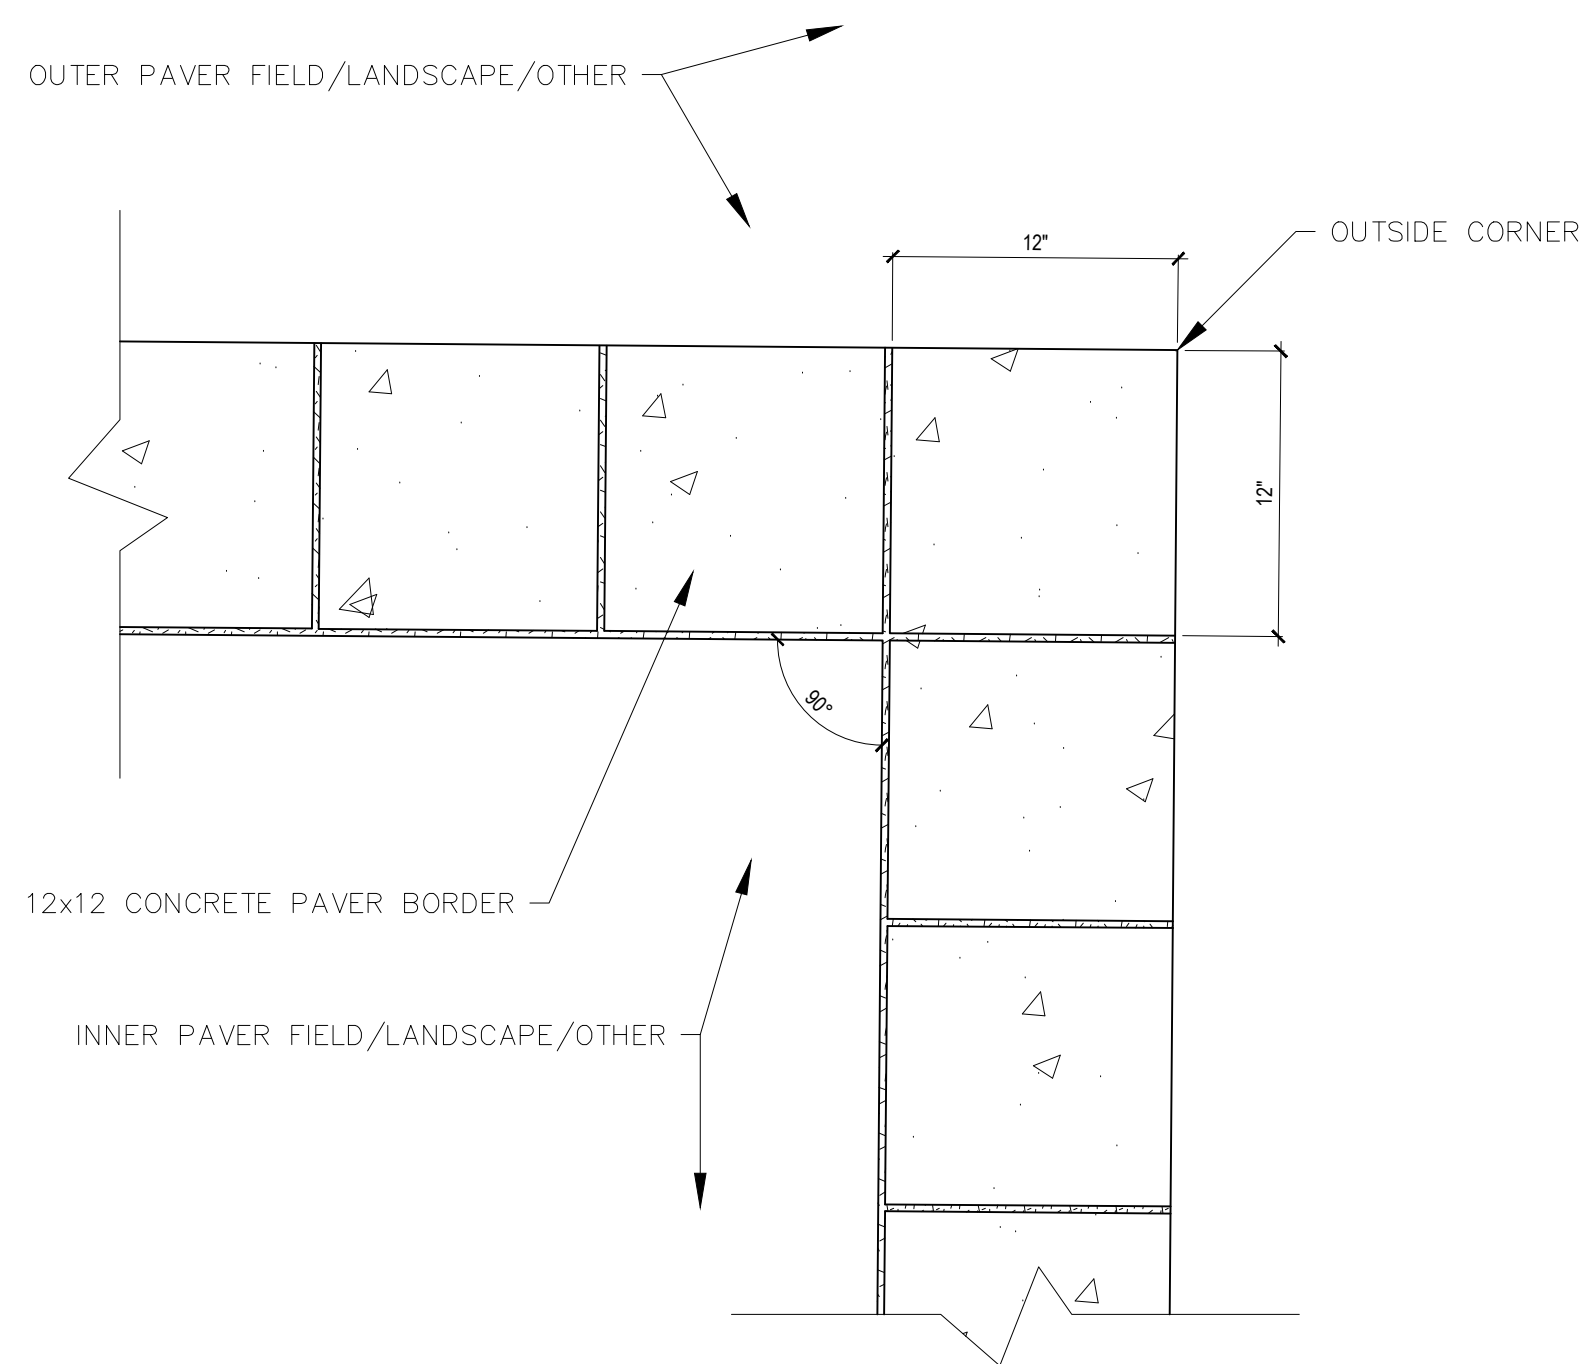 OUTER PAVER FIELD/LANDSCAPE/OTHER
OUTSIDE CORNER
12"
12"
90°
12x12 CONCRETE PAVER BORDER
INNER PAVER FIELD/LANDSCAPE/OTHER